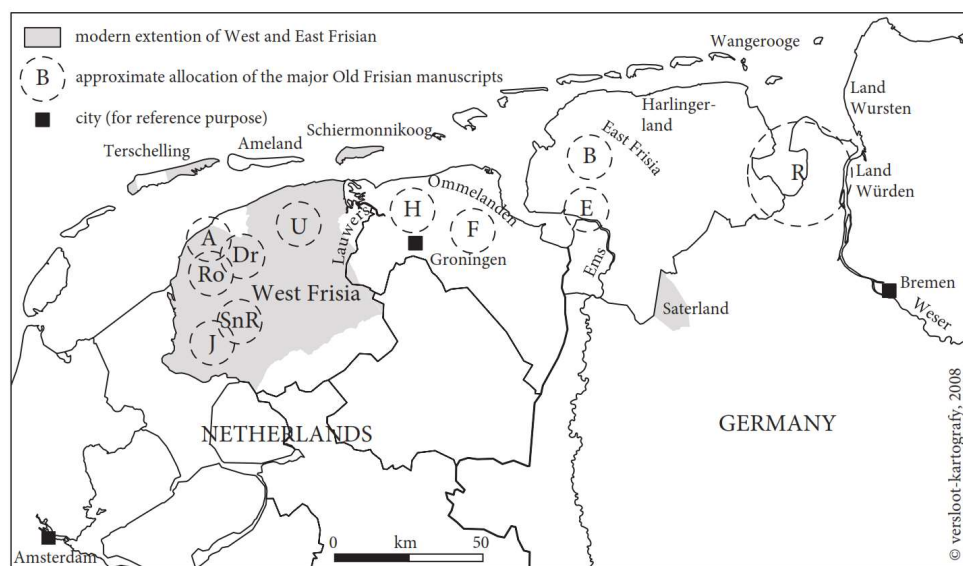 modern extention of West and East Frisian
B
approximate allocation of the major Old Frisian manuscripts
city (for reference purpose)
Wangerooge
Land
Wursten
Harlinger-
land
Schiermonnikoog
Ameland
Terschelling
East Frisia
B
R
Land
Würden
Ommelanden
E
H
F
U
A
Dr
Ro
Lauwers
Groningen
Ems
West Frisia
SnR
J
Saterland
Bremen
Weser
NETHERLANDS
GERMANY
0
km
50
Amsterdam
© versloot-kartografy, 2008